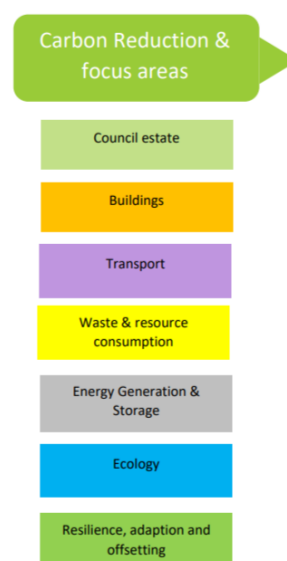 Carbon Reduction &
focus areas
Council estate
Buildings
Transport
Waste & resource
consumption
Energy Generation &
Storage
Ecology
Resilience, adaption and
offsetting